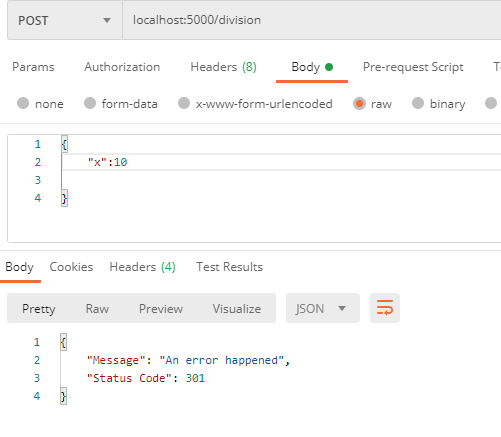 POST localhost:5000/division
Params Authorization Headers (8) Body Pre-request Script
none form-data x-www-form-urlencoded raw binary
1 {
2 "x":10
3
4 }
Body Cookies Headers (4) Test Results
Pretty Raw Preview Visualize JSON
1 {
2 "Message": "An error happened",
3 "Status Code": 301
4 }